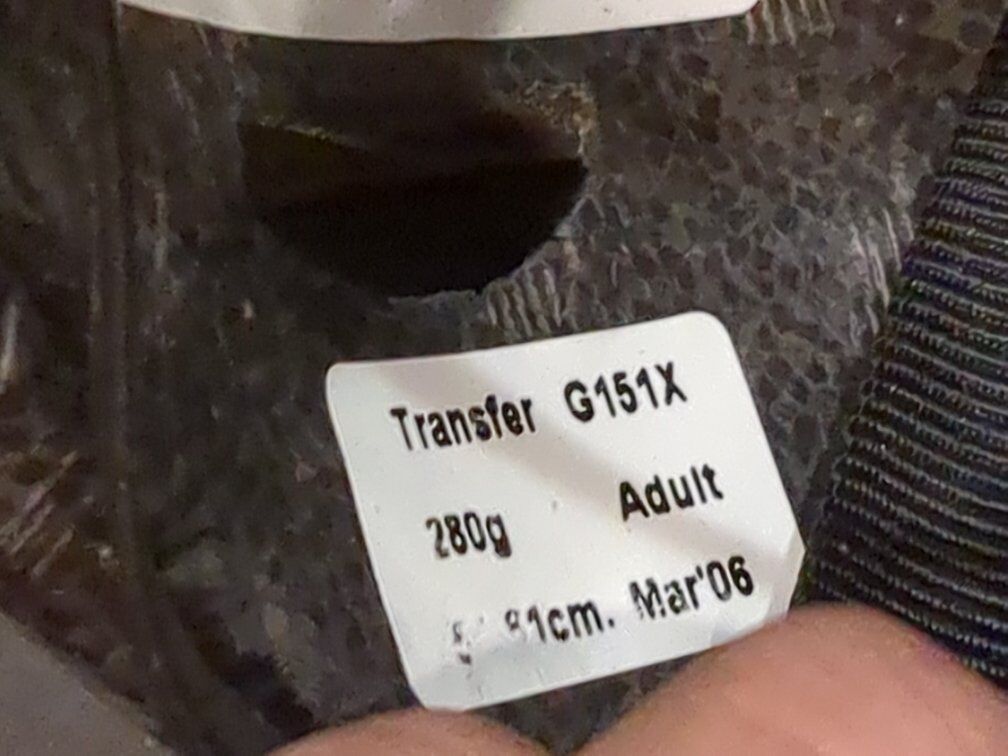 Transfer G151X
280g Adult
Mar'06